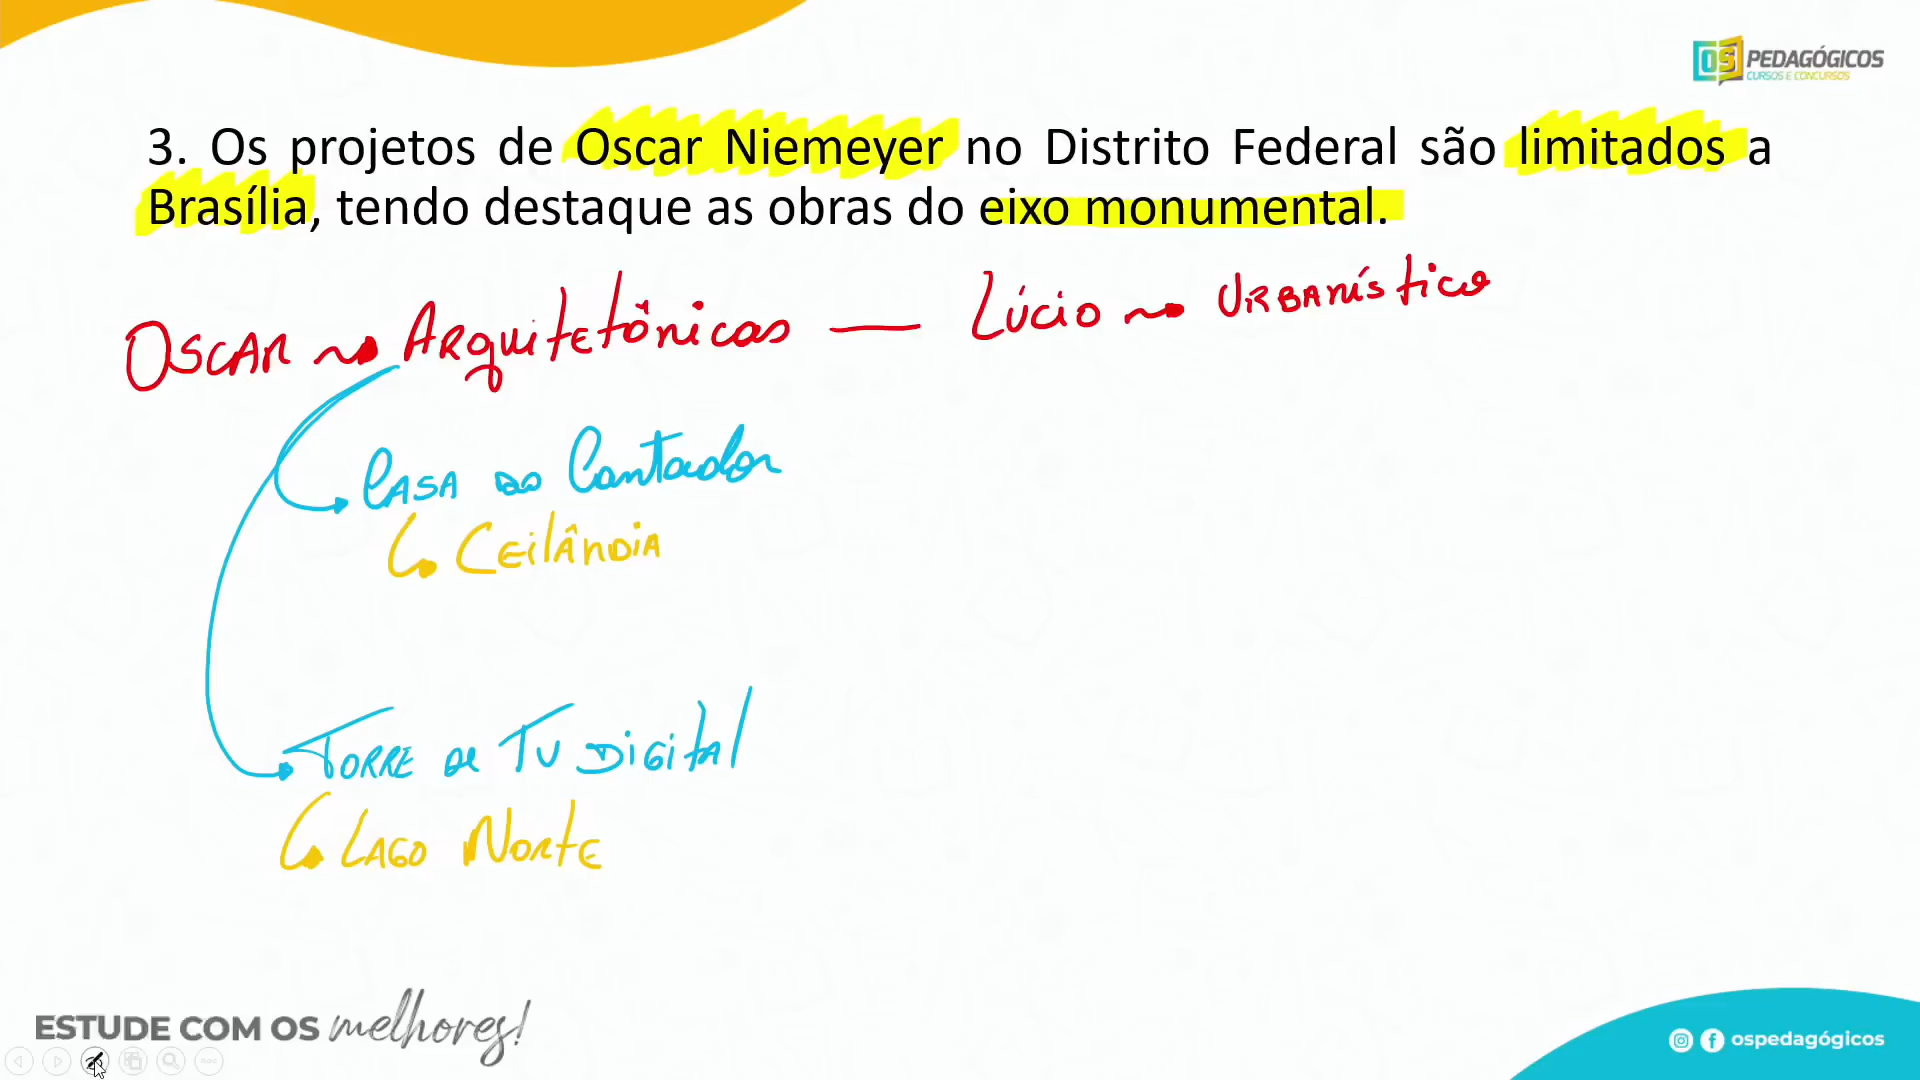 OS PEDAGÓGICOS
CURSOS E CONCURSOS
3. Os projetos de Oscar Niemeyer no Distrito Federal são limitados a
Brasília, tendo destaque as obras do eixo monumental.
OSCAR → Arquitetônicas — Lúcio → Urbanístico
Casa do Cantador
Ceilândia
Torre de TV Digital
Lago Norte
ESTUDE COM OS melhores!
ospedagógicos